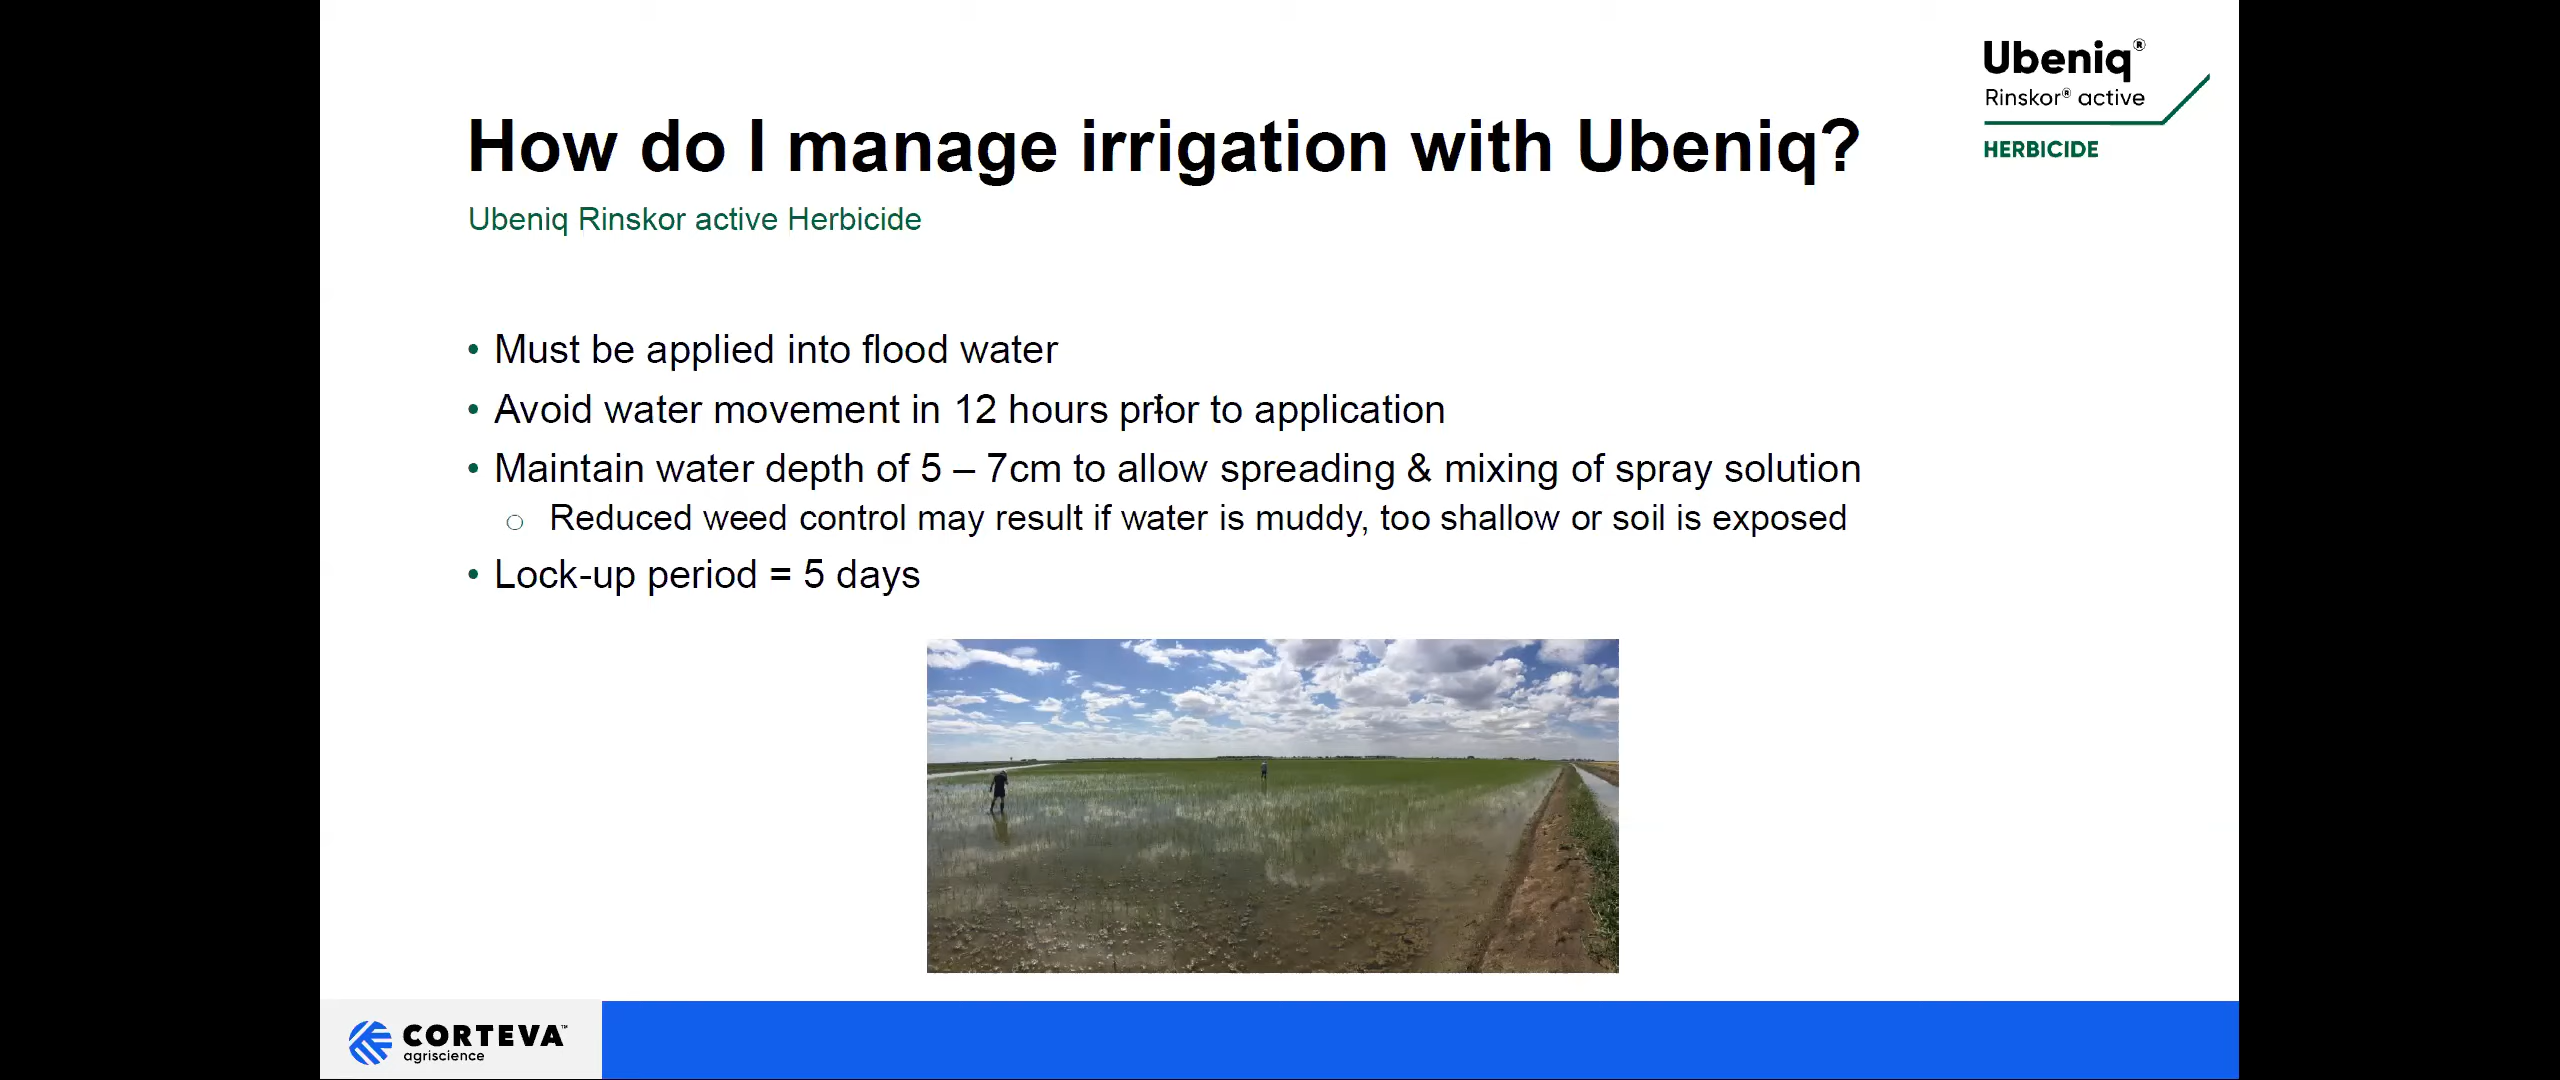 Ubeniq®
Rinskor® active
HERBICIDE
How do I manage irrigation with Ubeniq?
Ubeniq Rinskor active Herbicide
• Must be applied into flood water
• Avoid water movement in 12 hours prior to application
• Maintain water depth of 5 – 7cm to allow spreading & mixing of spray solution
○ Reduced weed control may result if water is muddy, too shallow or soil is exposed
• Lock-up period = 5 days
CORTEVA™
agriscience